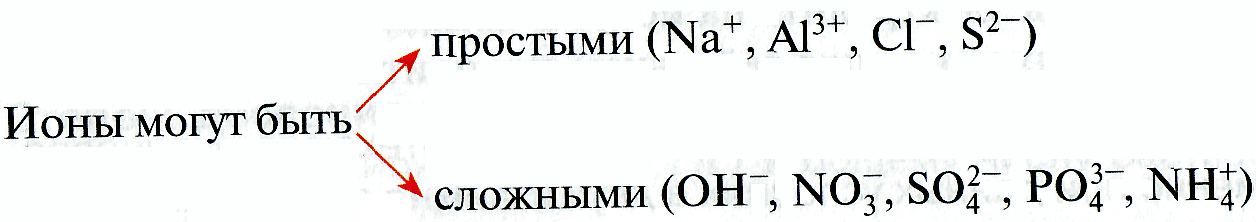 простыми (Na⁺, Al³⁺, Cl⁻, S²⁻)
Ионы могут быть
сложными (OH⁻, NO₃⁻, SO₄²⁻, PO₄³⁻, NH₄⁺)